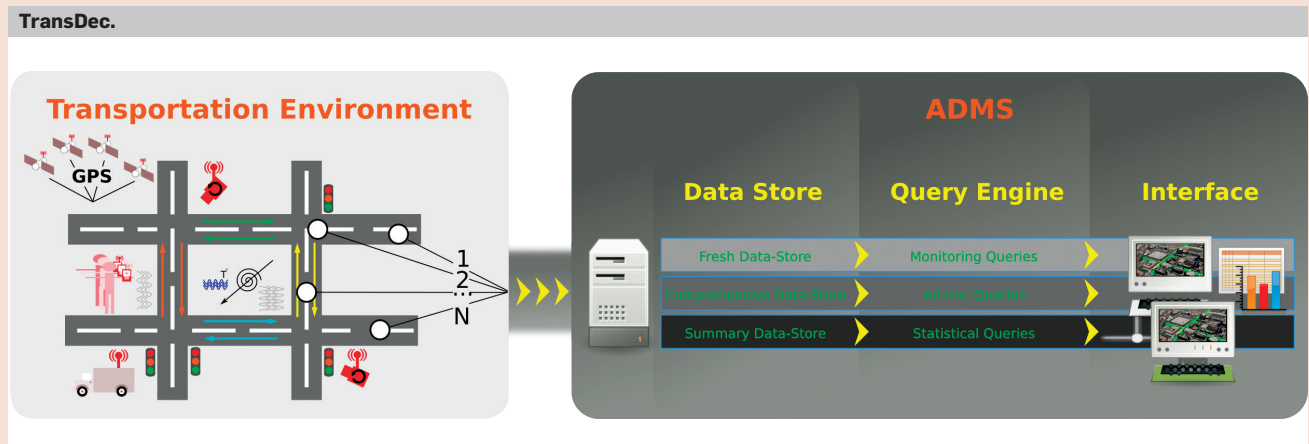 TransDec.
Transportation Environment
GPS
T
1
2
...
N
ADMS
Data Store
Query Engine
Interface
Fresh Data-Store
Monitoring Queries
Comprehensive Data-Store
Ad-hoc Queries
Summary Data-Store
Statistical Queries
1